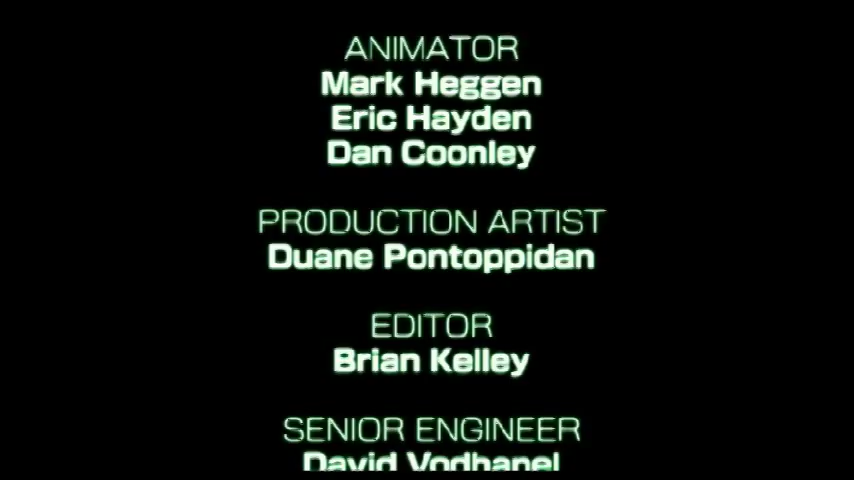 ANIMATOR
Mark Heggen
Eric Hayden
Dan Coonley
PRODUCTION ARTIST
Duane Pontoppidan
EDITOR
Brian Kelley
SENIOR ENGINEER
David Vodhanel